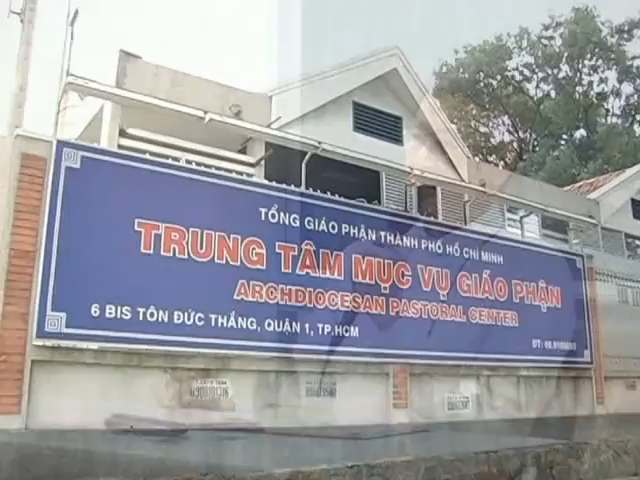 TỔNG GIÁO PHẬN THÀNH PHỐ HỒ CHÍ MINH
TRUNG TÂM MỤC VỤ GIÁO PHẬN
ARCHDIOCESAN PASTORAL CENTER
6 BIS TÔN ĐỨC THẮNG, QUẬN 1, TP.HCM
ĐT: